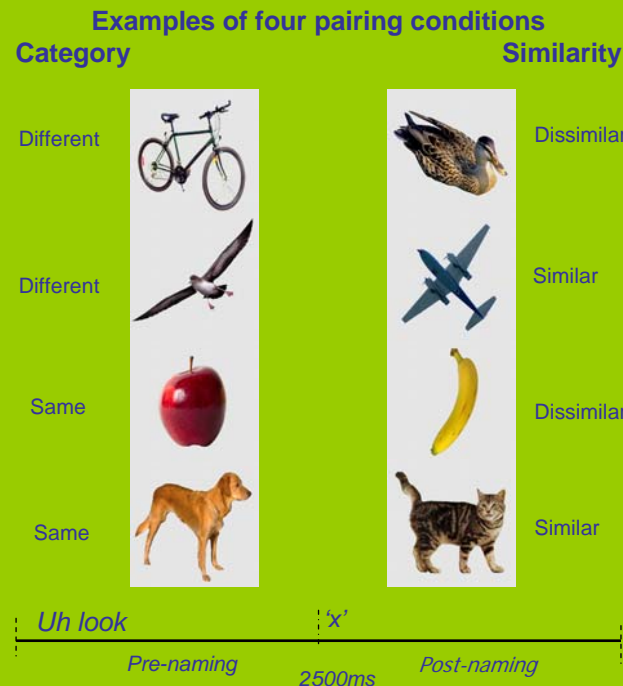 Examples of four pairing conditions
Category Similarity
Different Dissimilar
Different Similar
Same Dissimilar
Same Similar
Uh look 'x'
Pre-naming 2500ms Post-naming